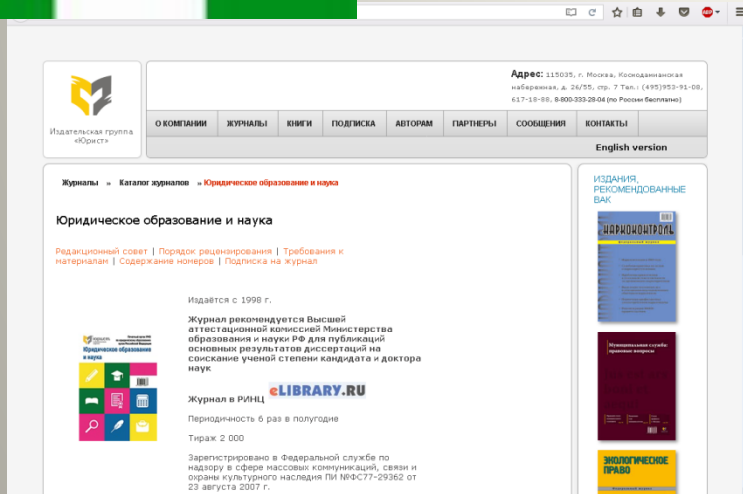 Адрес: 115035, г. Москва, Космодамианская
набережная, д. 26/55, стр. 7 Тел.: (495)953-91-08,
617-18-88, 8-800-333-28-04 (по России бесплатно)
Издательская группа
«Юрист»
О КОМПАНИИ ЖУРНАЛЫ КНИГИ ПОДПИСКА АВТОРАМ ПАРТНЕРЫ СООБЩЕНИЯ КОНТАКТЫ
English version
Журналы » Каталог журналов » Юридическое образование и наука
Юридическое образование и наука
Редакционный совет | Порядок рецензирования | Требования к
материалам | Содержание номеров | Подписка на журнал
Издаётся с 1998 г.
Журнал рекомендуется Высшей
аттестационной комиссией Министерства
образования и науки РФ для публикаций
основных результатов диссертаций на
соискание ученой степени кандидата и доктора
наук
Журнал в РИНЦ eLIBRARY.RU
Периодичность 6 раз в полугодие
Тираж 2 000
Зарегистрировано в Федеральной службе по
надзору в сфере массовых коммуникаций, связи и
охраны культурного наследия ПИ №ФС77-29362 от
23 августа 2007 г.
Юридическое образование
и наука
ИЗДАНИЯ,
РЕКОМЕНДОВАННЫЕ
ВАК
НАРКОКОНТРОЛЬ
Муниципальная служба:
правовые вопросы
ЭКОЛОГИЧЕСКОЕ
ПРАВО
ABP